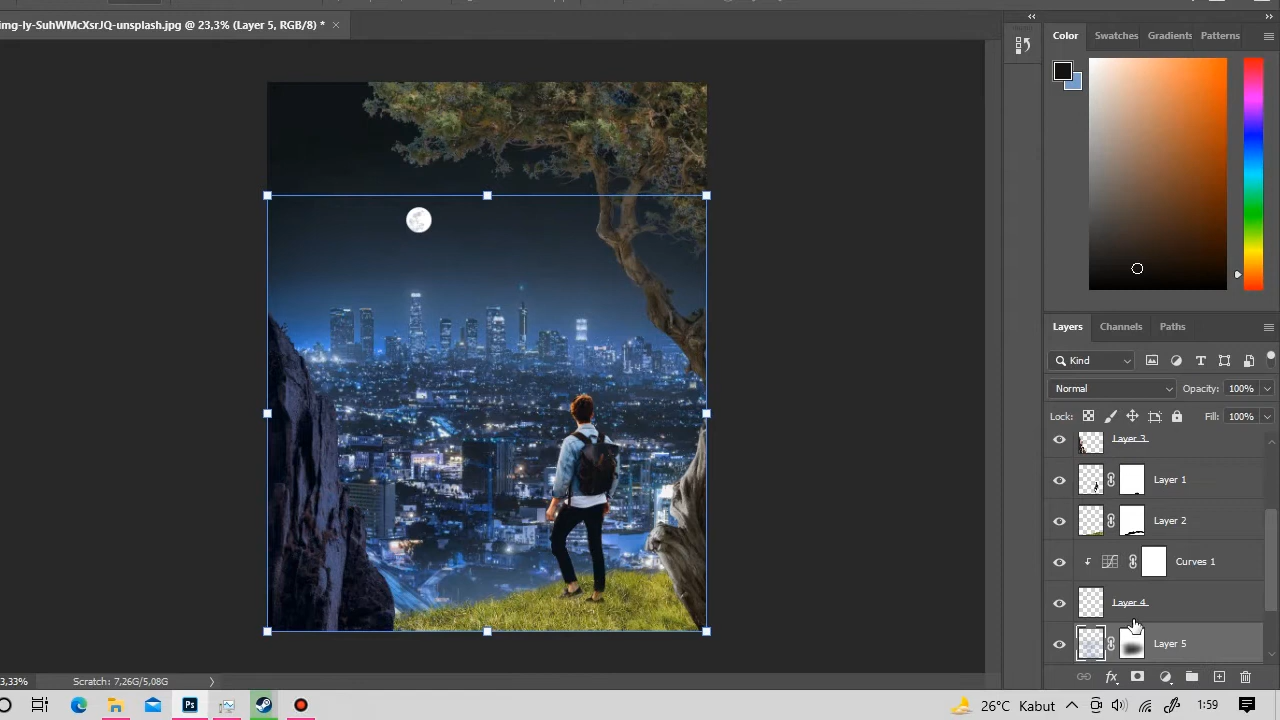 img-ly-SuhWMcXsrJQ-unsplash.jpg @ 23,3% (Layer 5, RGB/8) *
Color Swatches Gradients Patterns
Layers Channels Paths
Kind
Normal Opacity: 100%
Lock: Fill: 100%
Layer 3
Layer 1
Layer 2
Curves 1
Layer 4
Layer 5
fx
3,33% Scratch: 7,26G/5,08G
Ps 26°C Kabut 1:59